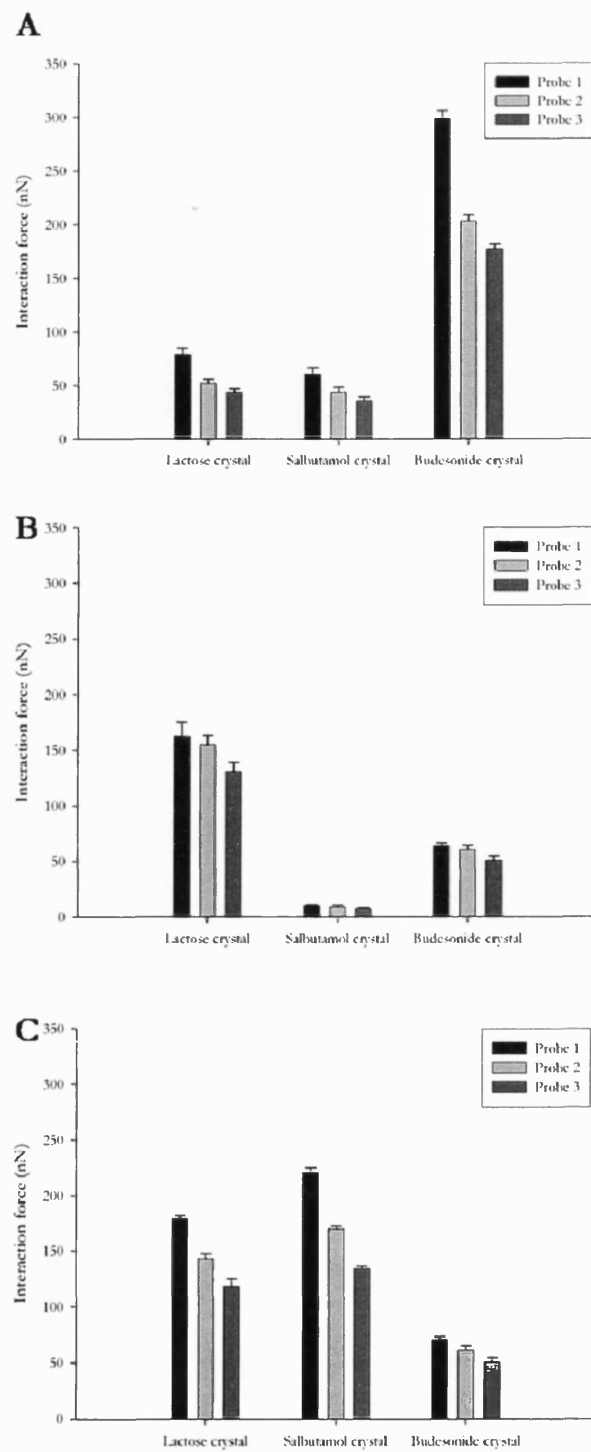 A
350
300
250
200
150
100
50
0
Interaction force (nN)
Probe 1
Probe 2
Probe 3
Lactose crystal Salbutamol crystal Budesonide crystal
B
350
300
250
200
150
100
50
0
Interaction force (nN)
Probe 1
Probe 2
Probe 3
Lactose crystal Salbutamol crystal Budesonide crystal
C
350
300
250
200
150
100
50
0
Interaction force (nN)
Probe 1
Probe 2
Probe 3
Lactose crystal Salbutamol crystal Budesonide crystal